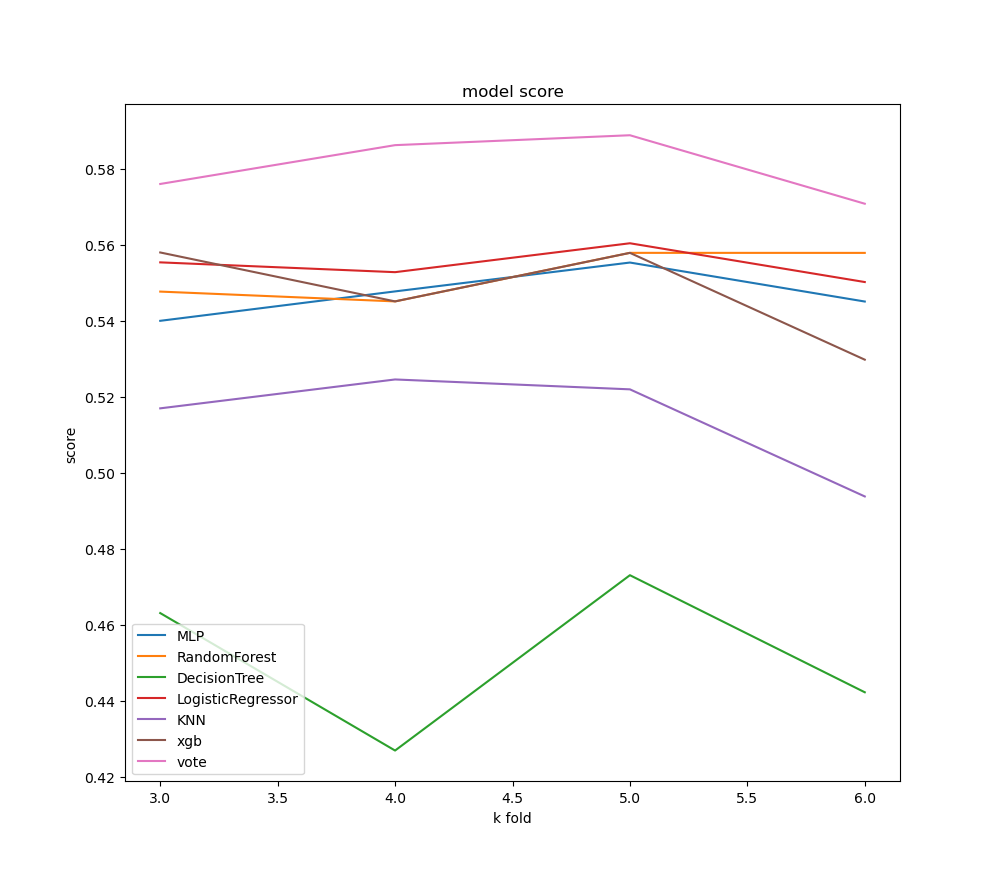 model score
score
0.58
0.56
0.54
0.52
0.50
0.48
0.46
0.44
0.42
MLP
RandomForest
DecisionTree
LogisticRegressor
KNN
xgb
vote
3.0 3.5 4.0 4.5 5.0 5.5 6.0
k fold